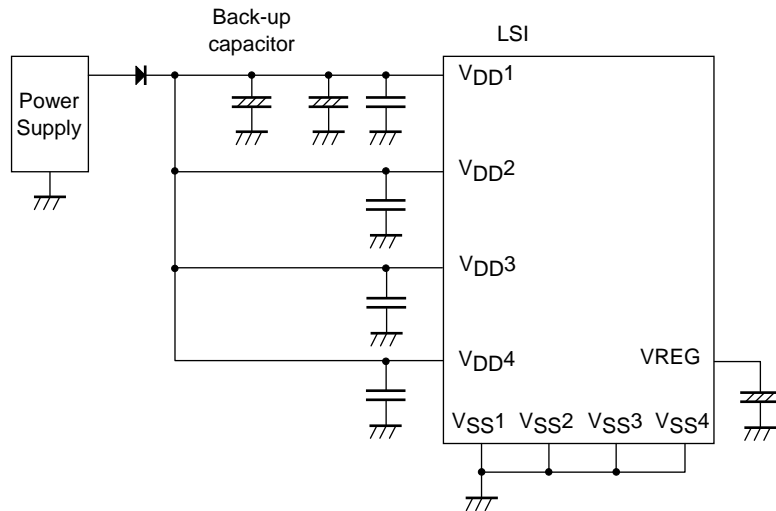 Back-up
capacitor
LSI
Power
Supply
VDD1
VDD2
VDD3
VDD4
VREG
VSS1 VSS2 VSS3 VSS4